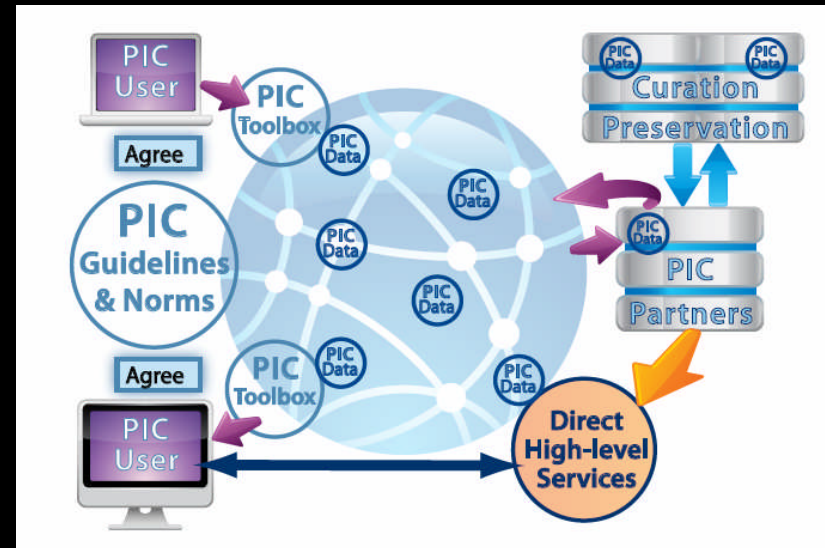 PIC
User
PIC
Toolbox
Agree
PIC
Guidelines
& Norms
Agree
PIC
Toolbox
PIC
User
PIC
Data
PIC
Data
PIC
Data
PIC
Data
PIC
Data
PIC
Data
PIC
Data
PIC
Data
Curation
Preservation
PIC
Data
PIC
Partners
Direct
High-level
Services